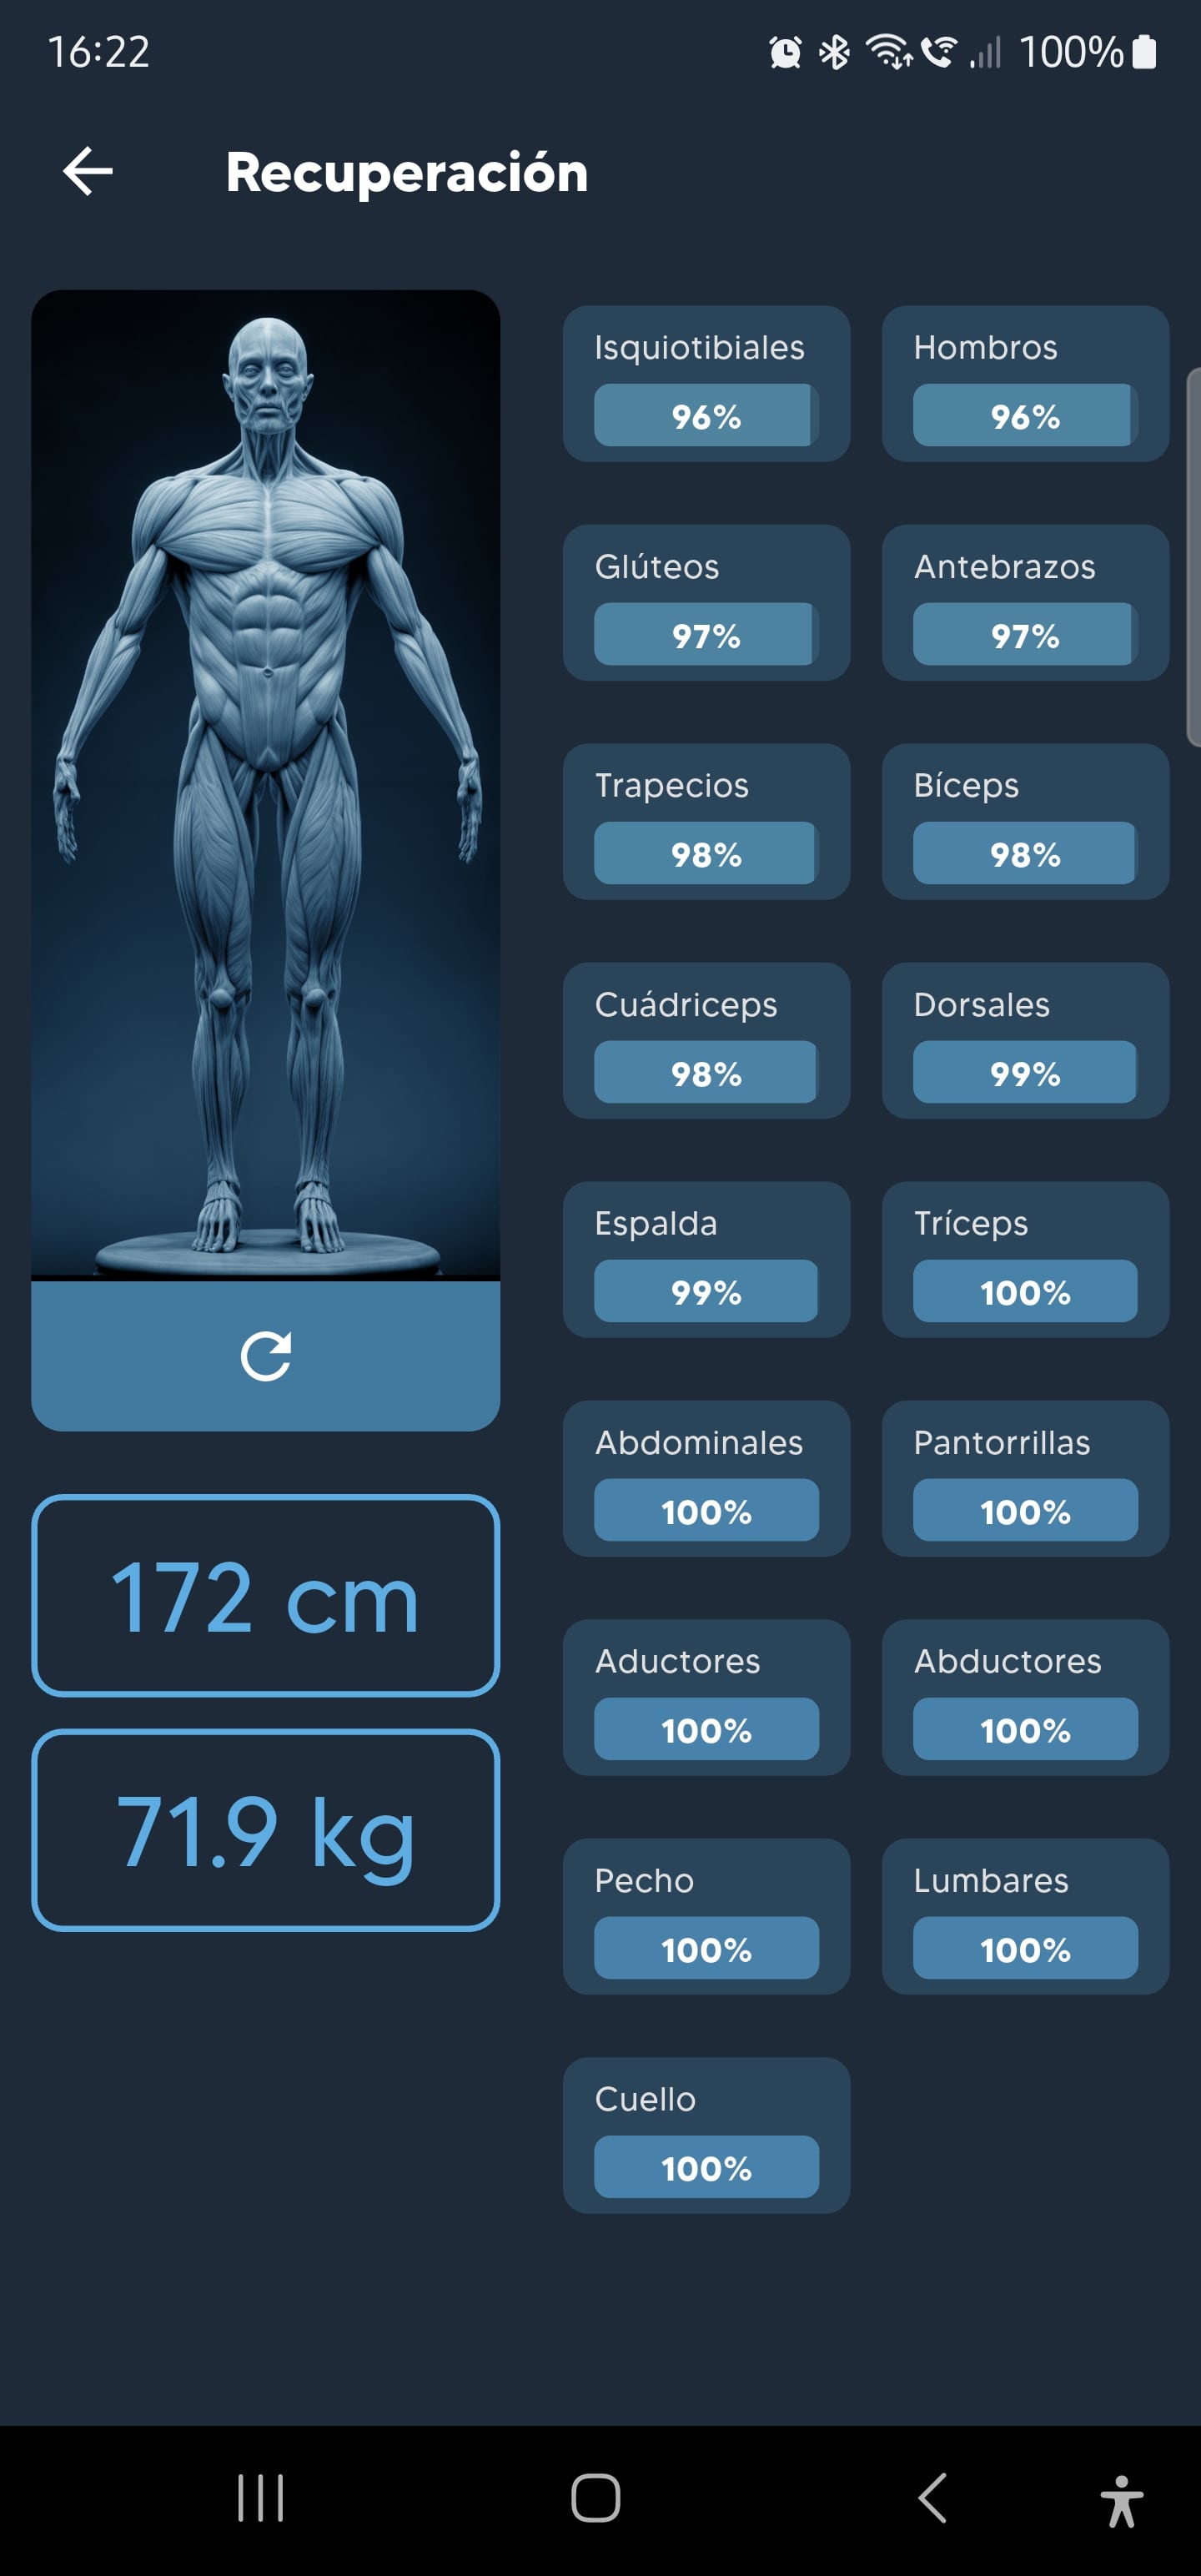 16:22
100%
Recuperación
Isquiotibiales
96%
Hombros
96%
Glúteos
97%
Antebrazos
97%
Trapecios
98%
Bíceps
98%
Cuádriceps
98%
Dorsales
99%
Espalda
99%
Tríceps
100%
Abdominales
100%
Pantorrillas
100%
Aductores
100%
Abductores
100%
Pecho
100%
Lumbares
100%
Cuello
100%
172 cm
71.9 kg